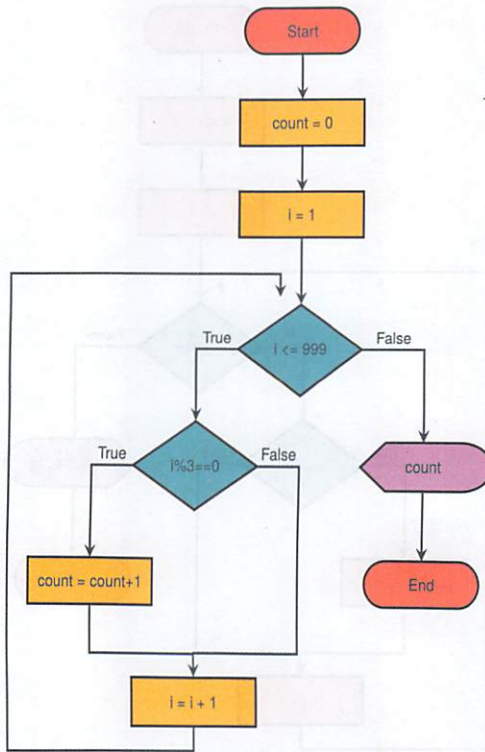 Start
count = 0
i = 1
i <= 999
True
False
i%3==0
True
False
count
count = count+1
End
i = i + 1